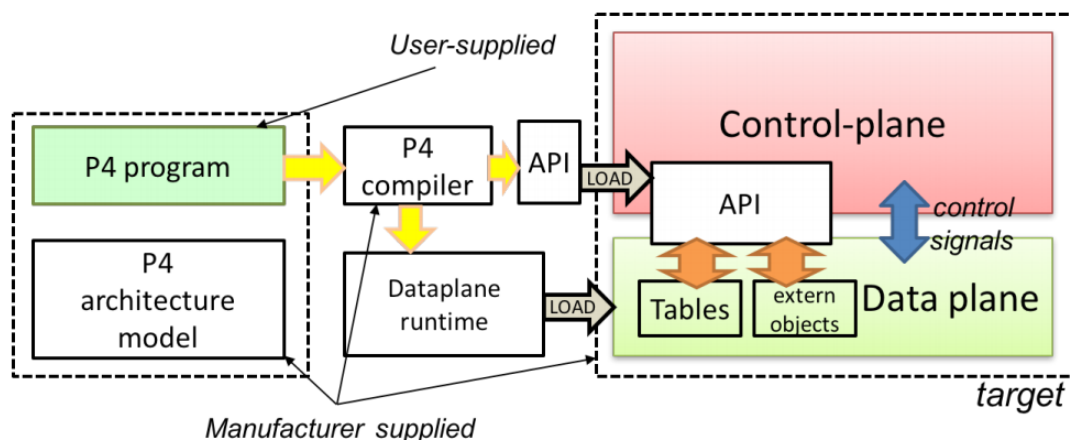 User-supplied
P4 program
P4
compiler
API
LOAD
Control-plane
API
control
signals
P4
architecture
model
Dataplane
runtime
LOAD
Tables
extern
objects
Data plane
target
Manufacturer supplied